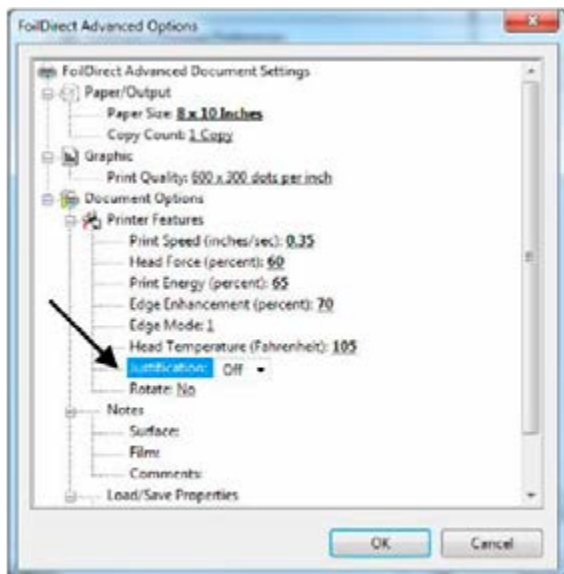 FoilDirect Advanced Options
FoilDirect Advanced Document Settings
Paper/Output
Paper Size: 8 x 10 Inches
Copy Count: 1 Copy
Graphic
Print Quality: 600 x 300 dots per inch
Document Options
Printer Features
Print Speed (inches/sec): 0.35
Head Force (percent): 60
Print Energy (percent): 65
Edge Enhancement (percent): 70
Edge Mode: 1
Head Temperature (Fahrenheit): 105
Justification: Off
Rotate: No
Notes
Surface:
Film:
Comments:
Load/Save Properties
OK Cancel